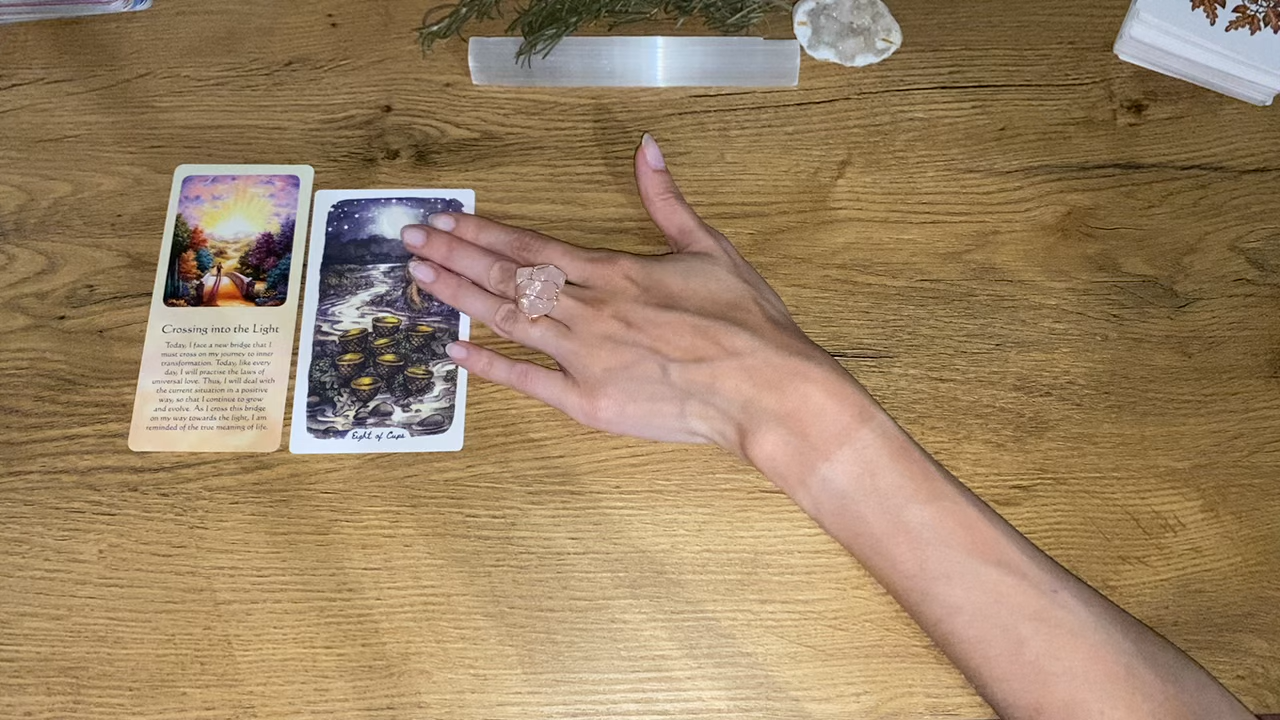 Crossing into the Light
Today, I face a new bridge that I
must cross on my journey to inner
transformation. Today, like every
day, I will practise the laws of
universal love. Thus, I will deal with
the current situation in a positive
way, so that I continue to grow
and evolve. As I cross this bridge
on my way towards the light, I am
reminded of the true meaning of life.
Eight of Cups